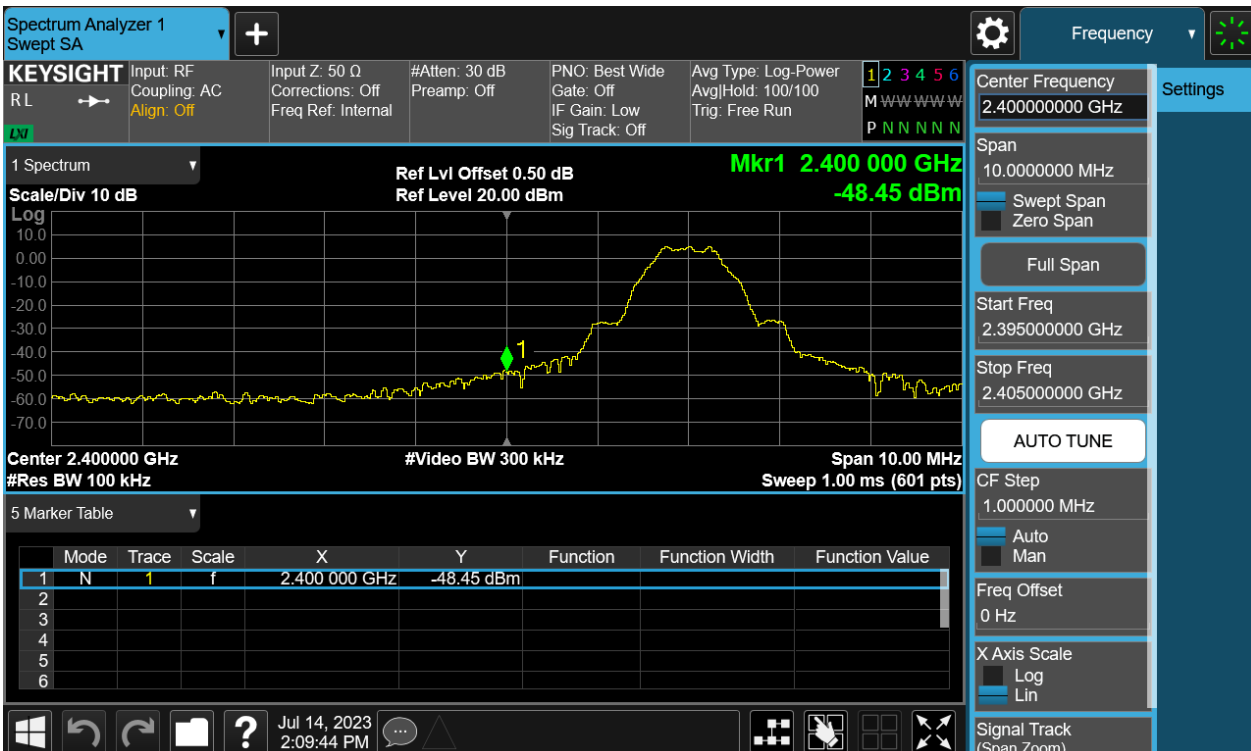 Spectrum Analyzer 1
Swept SA
Frequency
KEYSIGHT
R L
LXI
Input: RF
Coupling: AC
Align: Off
Input Z: 50 Ω
Corrections: Off
Freq Ref: Internal
#Atten: 30 dB
Preamp: Off
PNO: Best Wide
Gate: Off
IF Gain: Low
Sig Track: Off
Avg Type: Log-Power
Avg|Hold: 100/100
Trig: Free Run
1 2 3 4 5 6
M W W W W W
P N N N N N
1 Spectrum
Scale/Div 10 dB
Ref Lvl Offset 0.50 dB
Ref Level 20.00 dBm
Mkr1 2.400 000 GHz
-48.45 dBm
Log
10.0
0.00
-10.0
-20.0
-30.0
-40.0
-50.0
-60.0
-70.0
1
Center 2.400000 GHz
#Video BW 300 kHz
Span 10.00 MHz
#Res BW 100 kHz
Sweep 1.00 ms (601 pts)
5 Marker Table
Mode Trace Scale X Y Function Function Width Function Value
1 N 1 f 2.400 000 GHz -48.45 dBm
2
3
4
5
6
Jul 14, 2023
2:09:44 PM
?
Center Frequency
2.400000000 GHz
Span
10.0000000 MHz
Swept Span
Zero Span
Full Span
Start Freq
2.395000000 GHz
Stop Freq
2.405000000 GHz
AUTO TUNE
CF Step
1.000000 MHz
Auto
Man
Freq Offset
0 Hz
X Axis Scale
Log
Lin
Signal Track
(Span Zoom)
Settings